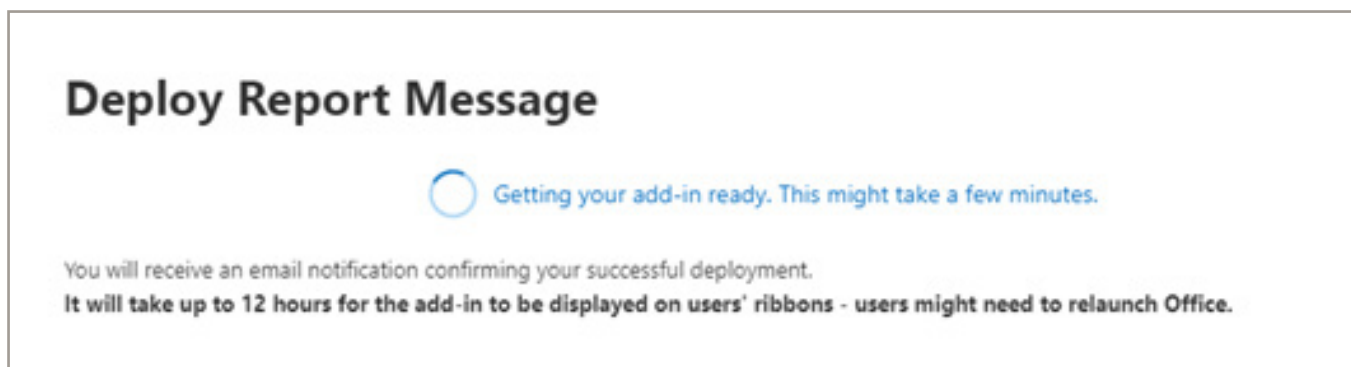 Deploy Report Message
Getting your add-in ready. This might take a few minutes.
You will receive an email notification confirming your successful deployment.
It will take up to 12 hours for the add-in to be displayed on users' ribbons - users might need to relaunch Office.